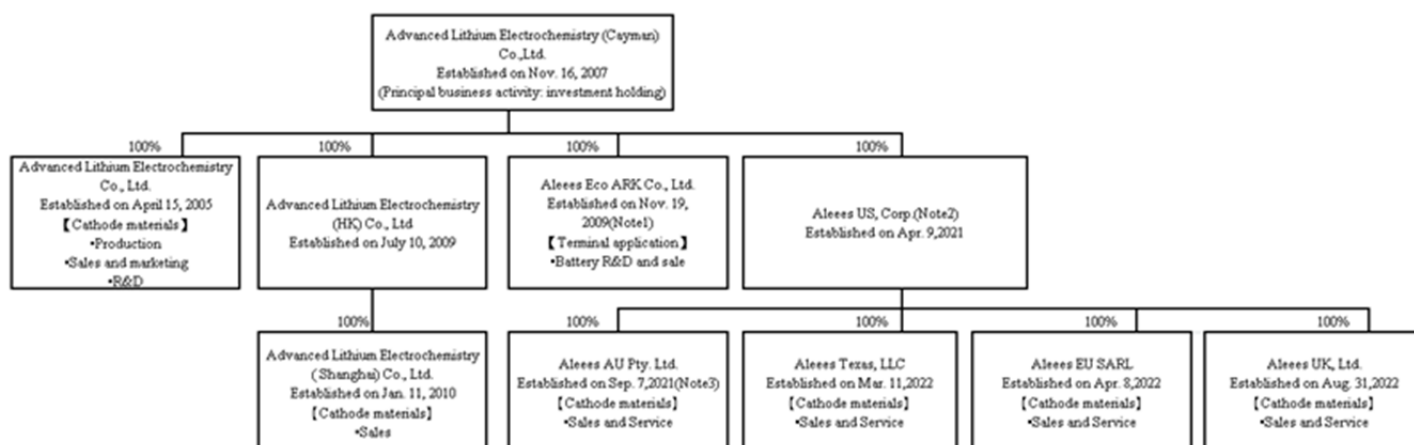 Advanced Lithium Electrochemistry (Cayman)
Co.,Ltd.
Established on Nov. 16, 2007
(Principal business activity: investment holding)
100%
100%
100%
100%
Advanced Lithium Electrochemistry
Co., Ltd.
Established on April 15, 2005
【Cathode materials】
•Production
•Sales and marketing
•R&D
Advanced Lithium Electrochemistry
(HK) Co., Ltd
Established on July 10, 2009
Aleees Eco ARK Co., Ltd.
Established on Nov. 19,
2009(Note1)
【Terminal application】
•Battery R&D and sale
Aleees US, Corp.(Note2)
Established on Apr. 9,2021
100%
100%
100%
100%
100%
Advanced Lithium Electrochemistry
( Shanghai) Co., Ltd.
Established on Jan. 11, 2010
【Cathode materials】
•Sales
Aleees AU Pty. Ltd.
Established on Sep. 7,2021(Note3)
【Cathode materials】
•Sales and Service
Aleees Texas, LLC
Established on Mar. 11,2022
【Cathode materials】
•Sales and Service
Aleees EU SARL
Established on Apr. 8,2022
【Cathode materials】
•Sales and Service
Aleees UK, Ltd.
Established on Aug. 31,2022
【Cathode materials】
•Sales and Service